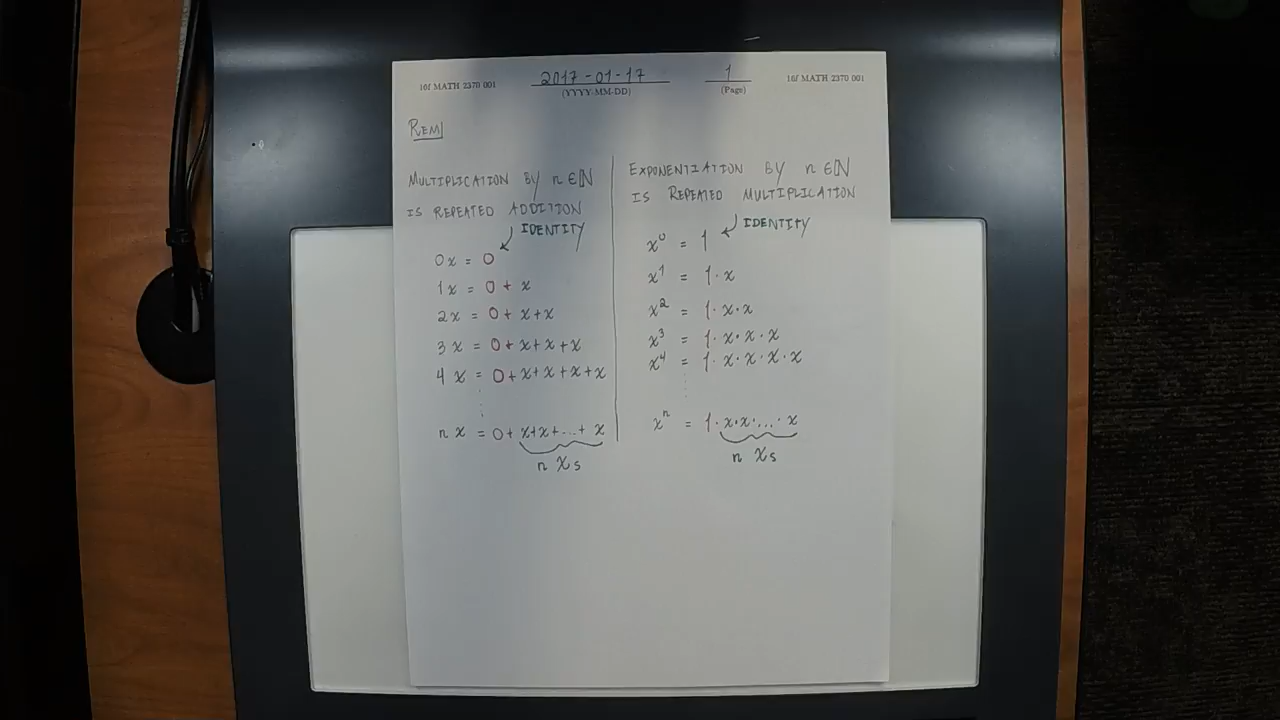 16f MATH 2370 001 2017-01-17 1 16f MATH 2370 001
(YYYY-MM-DD) (Page)
REM
MULTIPLICATION BY n ∈ ℕ
IS REPEATED ADDITION
IDENTITY
0x = 0
1x = 0 + x
2x = 0 + x+x
3x = 0+x+x+x
4x = 0+x+x+x+x
⋮
nx = 0+x+x+...+x
n Xs
EXPONENTIATION BY n ∈ ℕ
IS REPEATED MULTIPLICATION
IDENTITY
x⁰ = 1
x¹ = 1·x
x² = 1·x·x
x³ = 1·x·x·x
x⁴ = 1·x·x·x·x
⋮
xⁿ = 1·x·x·...·x
n Xs